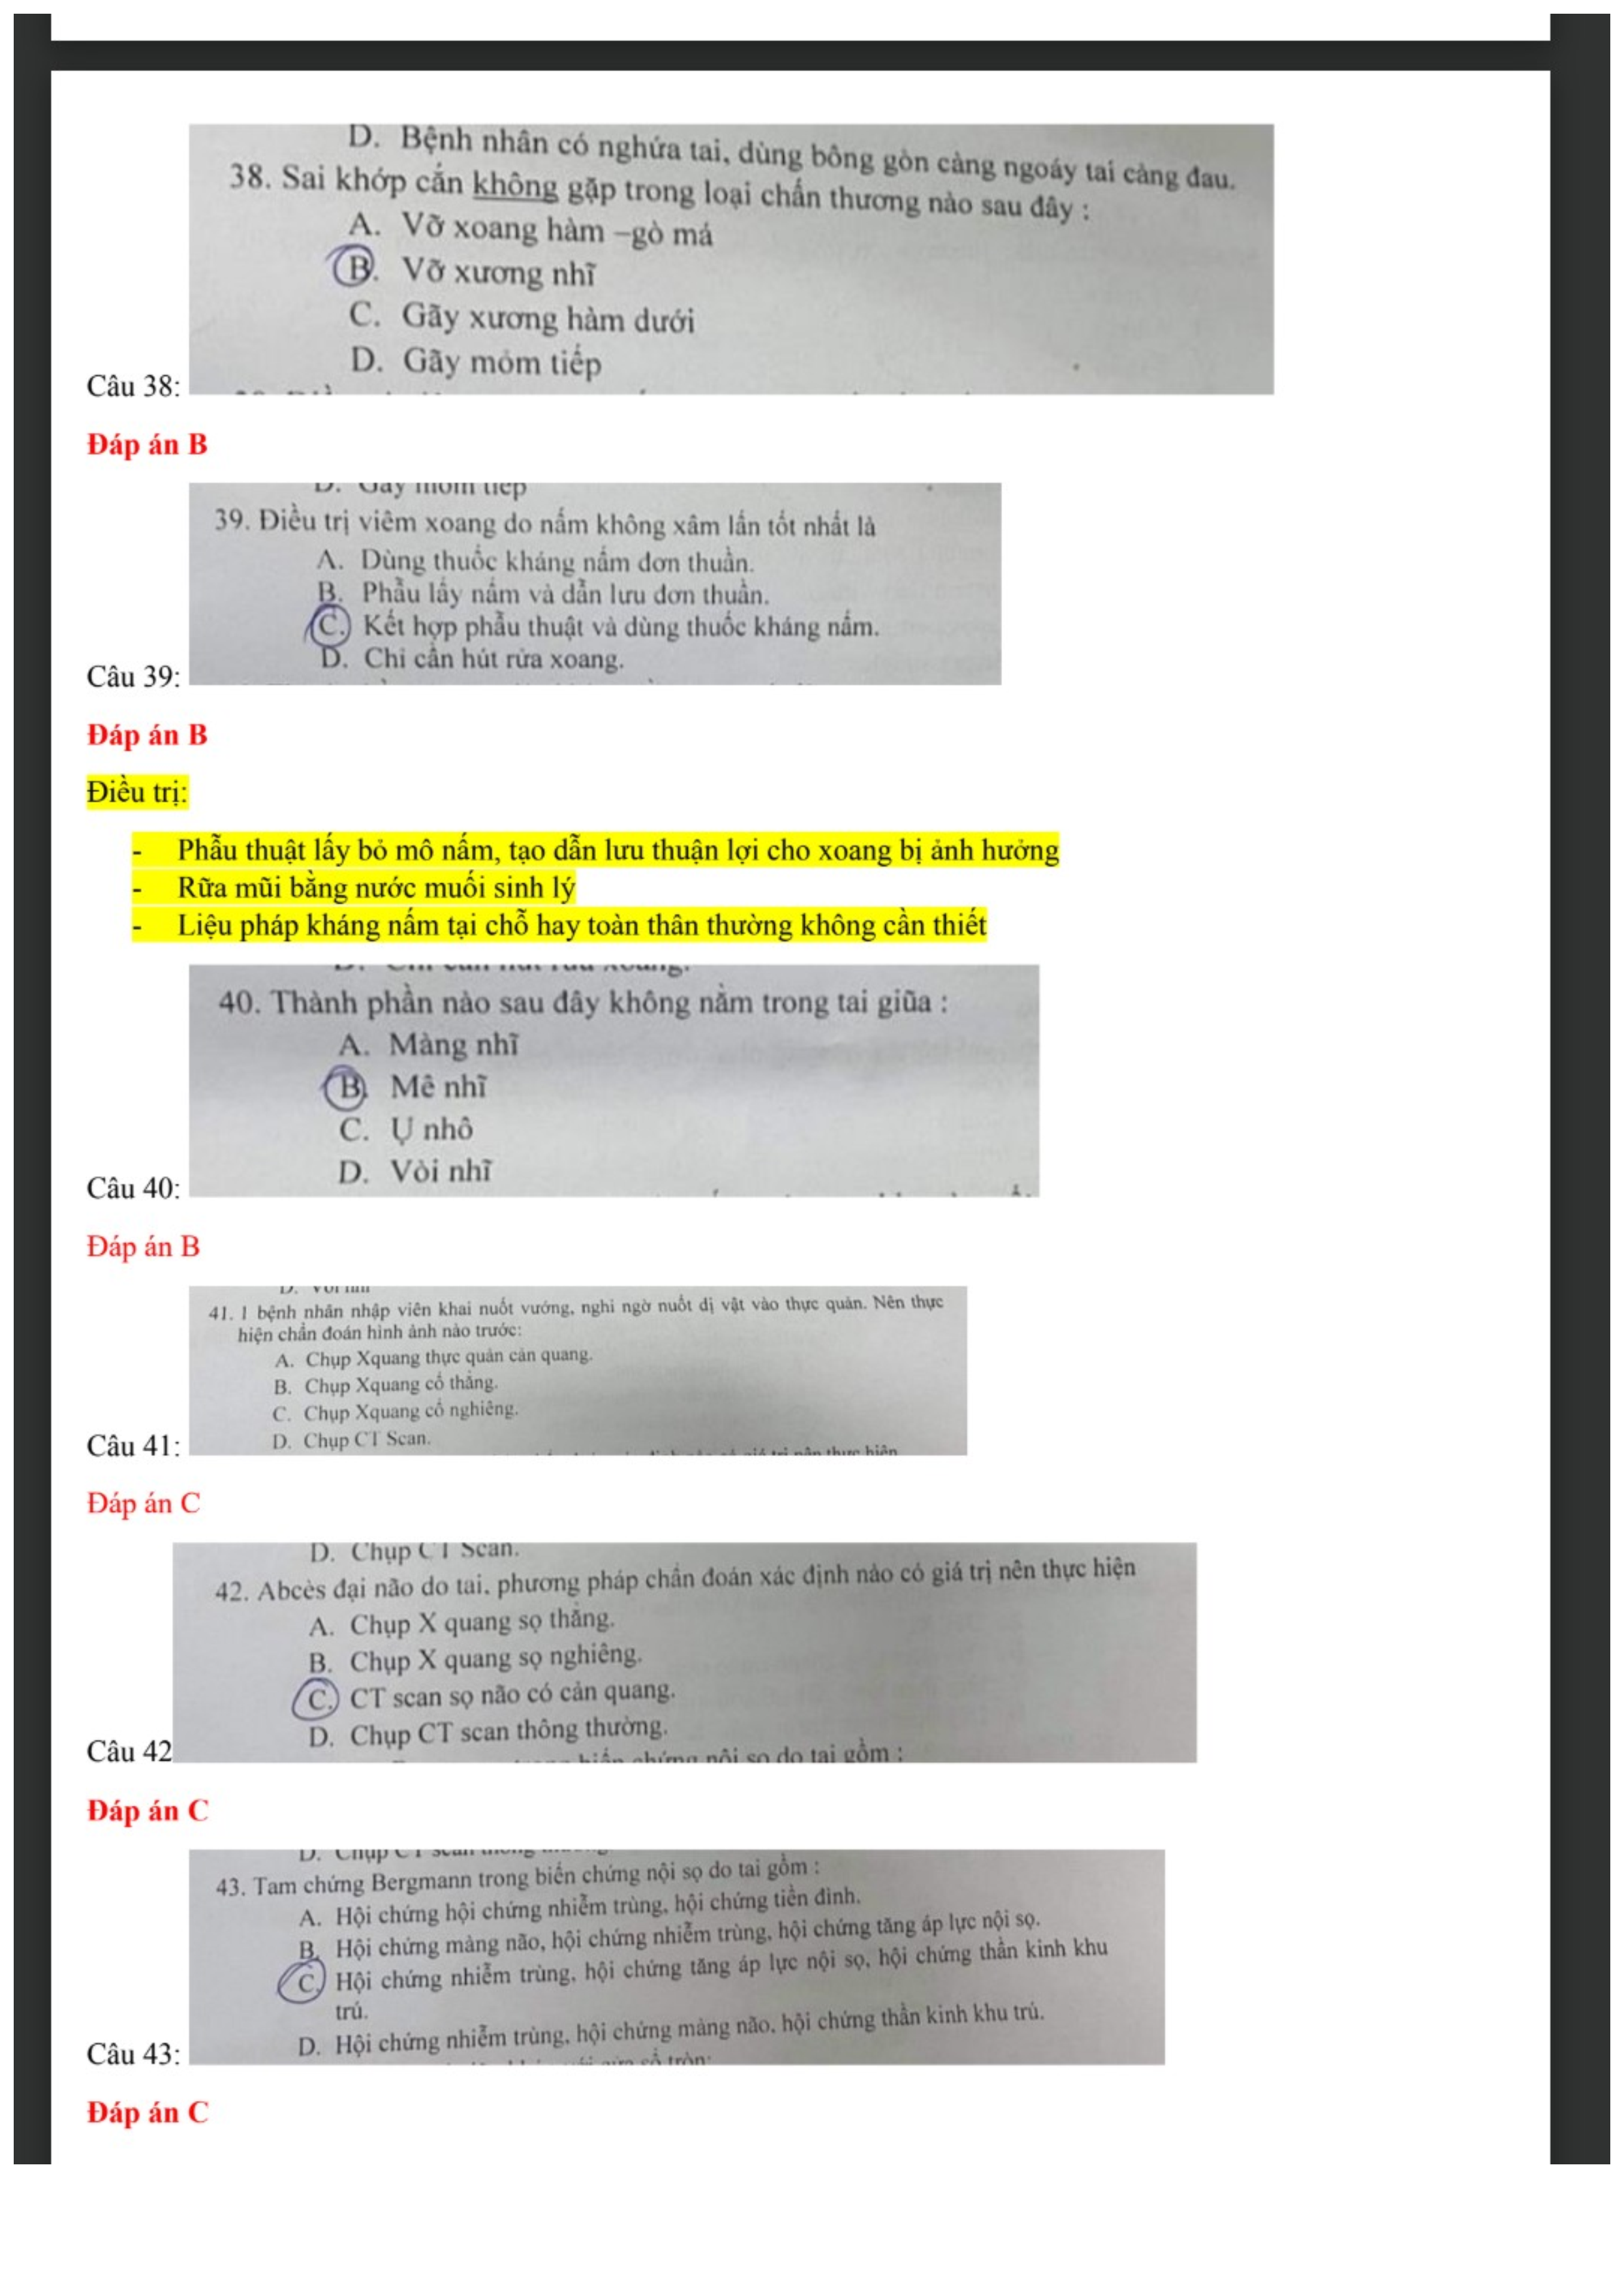 D. Bệnh nhân có nghứa tai, dùng bông gòn càng ngoáy tai càng đau.
38. Sai khớp cắn không gặp trong loại chấn thương nào sau đây :
A. Vỡ xoang hàm –gò má
B. Vỡ xương nhĩ
C. Gãy xương hàm dưới
D. Gãy mỏm tiếp
Câu 38:
Đáp án B
D. Gãy mỏm tiếp
39. Điều trị viêm xoang do nấm không xâm lấn tốt nhất là
A. Dùng thuốc kháng nấm đơn thuần.
B. Phẫu lấy nấm và dẫn lưu đơn thuần.
C. Kết hợp phẫu thuật và dùng thuốc kháng nấm.
D. Chỉ cần hút rửa xoang.
Câu 39:
Đáp án B
Điều trị:
- Phẫu thuật lấy bỏ mô nấm, tạo dẫn lưu thuận lợi cho xoang bị ảnh hưởng
- Rữa mũi bằng nước muối sinh lý
- Liệu pháp kháng nấm tại chỗ hay toàn thân thường không cần thiết
40. Thành phần nào sau đây không nằm trong tai giữa :
A. Màng nhĩ
B. Mê nhĩ
C. Ụ nhô
D. Vòi nhĩ
Câu 40:
Đáp án B
D. Vòi nhĩ
41. 1 bệnh nhân nhập viên khai nuốt vướng, nghi ngờ nuốt dị vật vào thực quản. Nên thực
hiện chẩn đoán hình ảnh nào trước:
A. Chụp Xquang thực quản cản quang.
B. Chụp Xquang cổ thẳng.
C. Chụp Xquang cổ nghiêng.
D. Chụp CT Scan.
Câu 41:
Đáp án C
D. Chụp CT Scan.
42. Abcès đại não do tai, phương pháp chẩn đoán xác định nào có giá trị nên thực hiện
A. Chụp X quang sọ thẳng.
B. Chụp X quang sọ nghiêng.
C. CT scan sọ não có cản quang.
D. Chụp CT scan thông thường.
Câu 42
Đáp án C
43. Tam chứng Bergmann trong biến chứng nội sọ do tai gồm :
A. Hội chứng hội chứng nhiễm trùng, hội chứng tiền đình.
B. Hội chứng màng não, hội chứng nhiễm trùng, hội chứng tăng áp lực nội sọ.
C. Hội chứng nhiễm trùng, hội chứng tăng áp lực nội sọ, hội chứng thần kinh khu
trú.
D. Hội chứng nhiễm trùng, hội chứng màng não, hội chứng thần kinh khu trú.
Câu 43:
Đáp án C